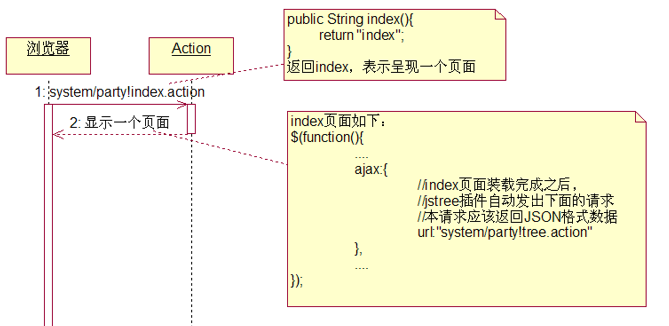 浏览器
Action
public String index(){
return "index";
}
返回index，表示呈现一个页面
1: system/party!index.action
2: 显示一个页面
index页面如下：
$(function(){
....
ajax:{
//index页面装载完成之后，
//jstree插件自动发出下面的请求
//本请求应该返回JSON格式数据
url:"system/party!tree.action"
},
....
});